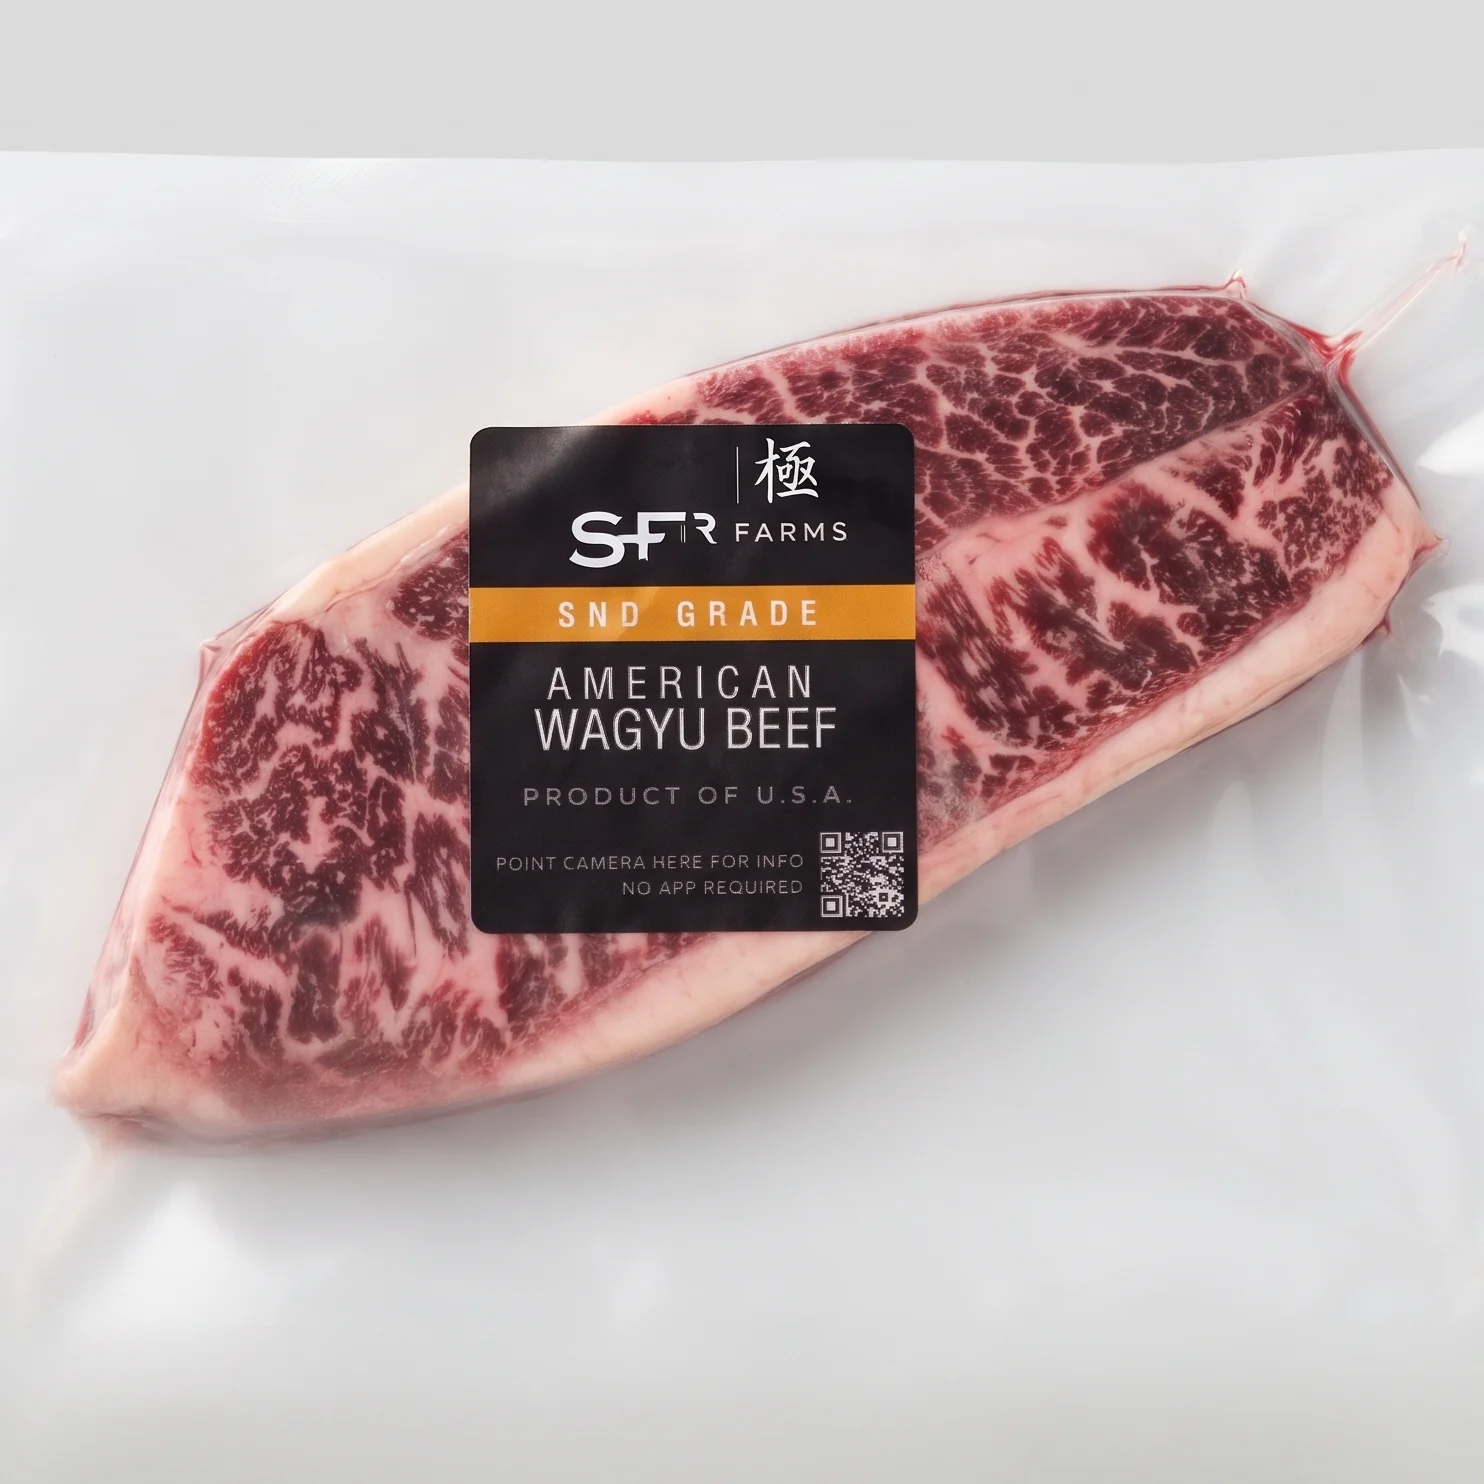 極
SFR FARMS
SND GRADE
AMERICAN
WAGYU BEEF
PRODUCT OF U.S.A.
POINT CAMERA HERE FOR INFO
NO APP REQUIRED